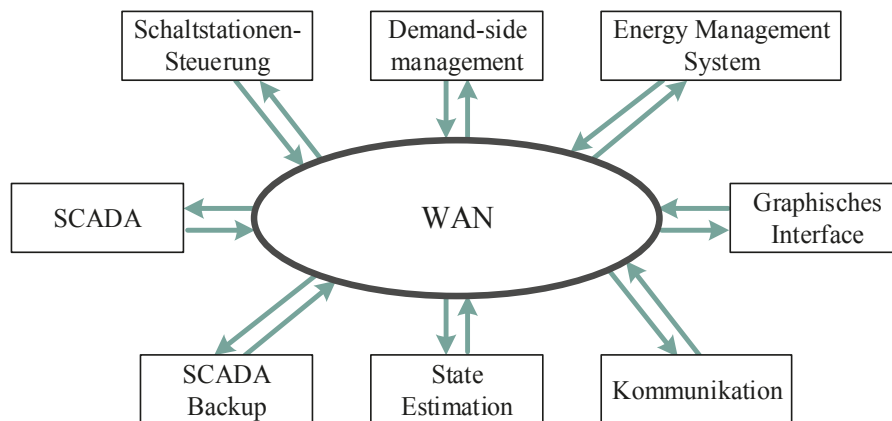 Schaltstationen-
Steuerung
Demand-side
management
Energy Management
System
SCADA
WAN
Graphisches
Interface
SCADA
Backup
State
Estimation
Kommunikation